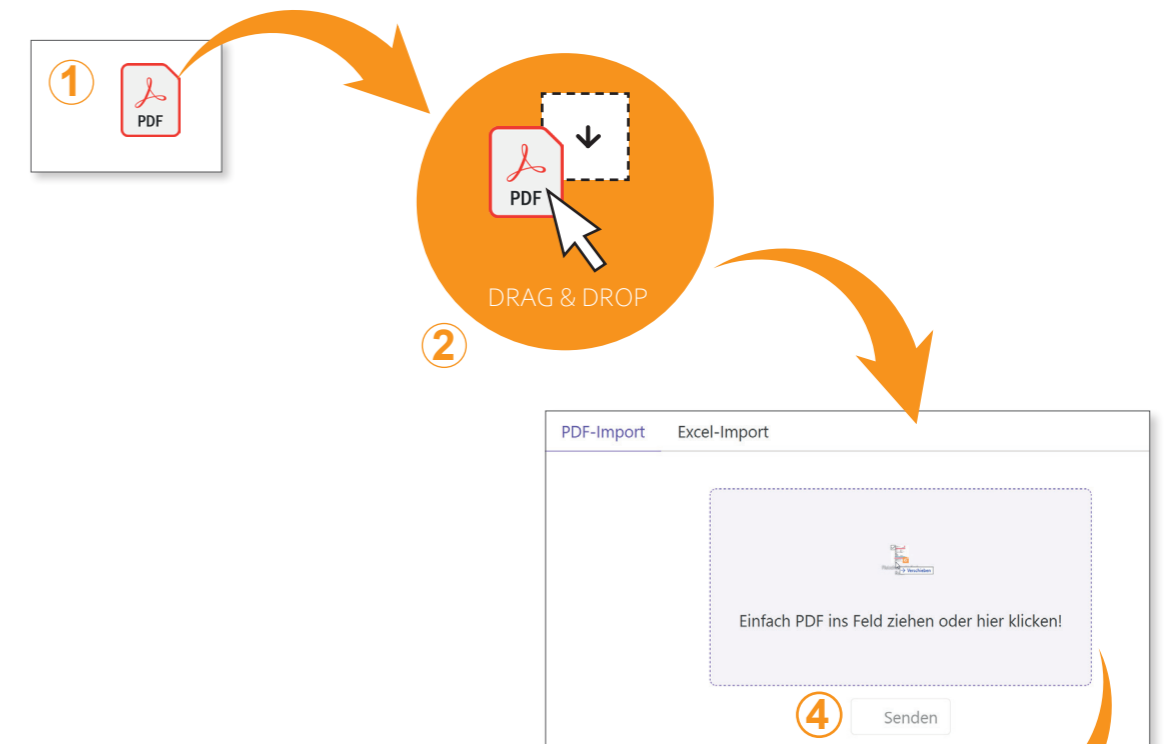 1
PDF
PDF
DRAG & DROP
2
PDF-Import Excel-Import
Verschieben
Einfach PDF ins Feld ziehen oder hier klicken!
4 Senden